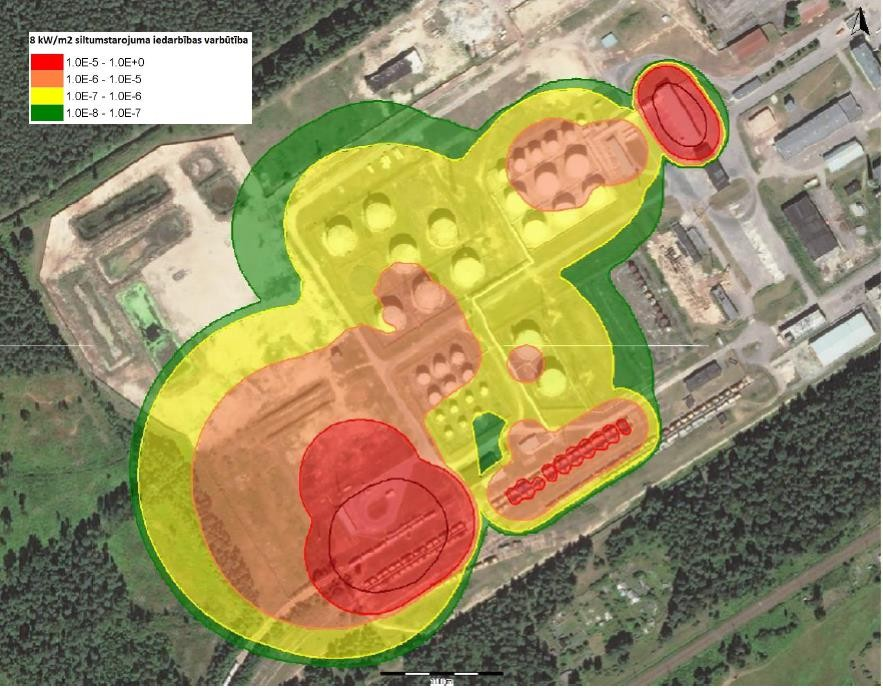 8 kW/m2 siltumstarojuma iedarbības varbūtība
1.0E-5 - 1.0E+0
1.0E-6 - 1.0E-5
1.0E-7 - 1.0E-6
1.0E-8 - 1.0E-7